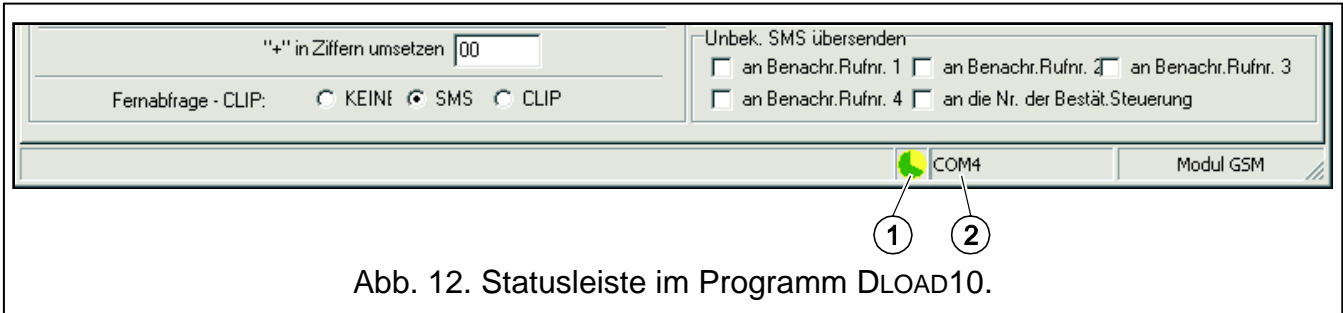 "+" in Ziffern umsetzen 00
Fernabfrage - CLIP: KEINE SMS CLIP
Unbek. SMS übersenden
an Benachr.Rufnr. 1 an Benachr.Rufnr. 2 an Benachr.Rufnr. 3
an Benachr.Rufnr. 4 an die Nr. der Bestät.Steuerung
COM4 Modul GSM
1 2
Abb. 12. Statusleiste im Programm DLOAD10.